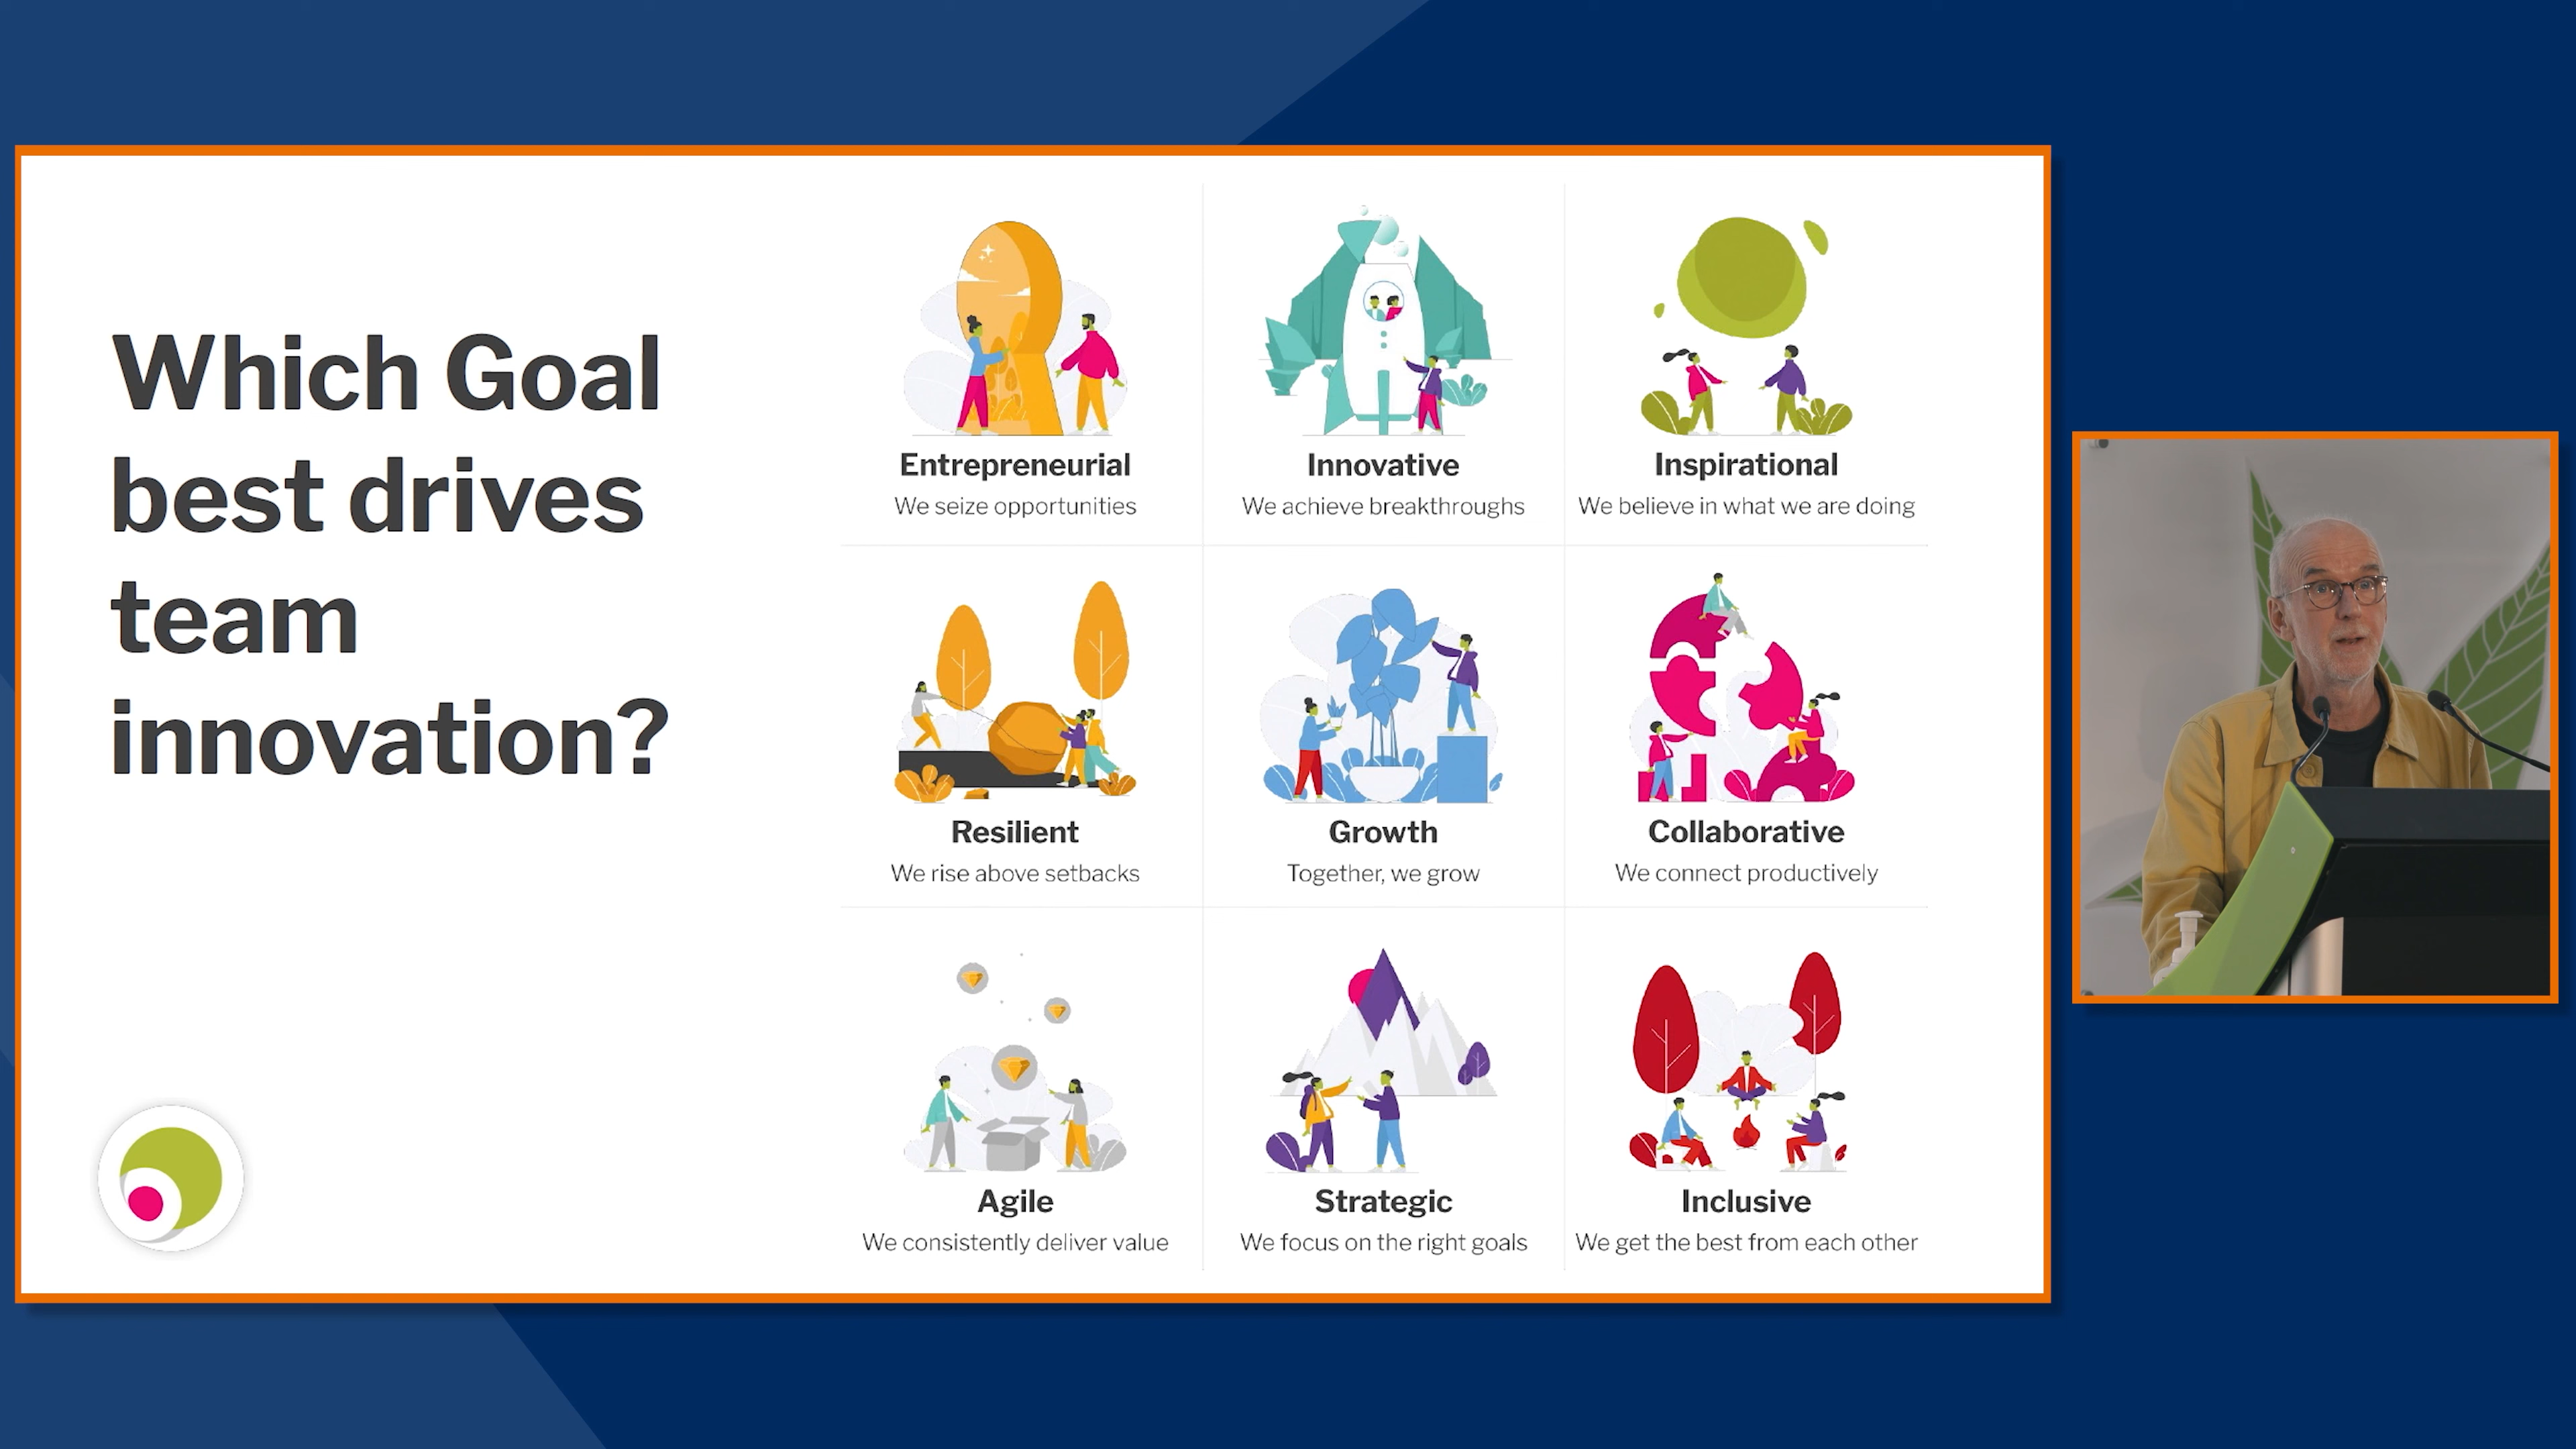 Which Goal
best drives
team
innovation?
Entrepreneurial
We seize opportunities
Innovative
We achieve breakthroughs
Inspirational
We believe in what we are doing
Resilient
We rise above setbacks
Growth
Together, we grow
Collaborative
We connect productively
Agile
We consistently deliver value
Strategic
We focus on the right goals
Inclusive
We get the best from each other